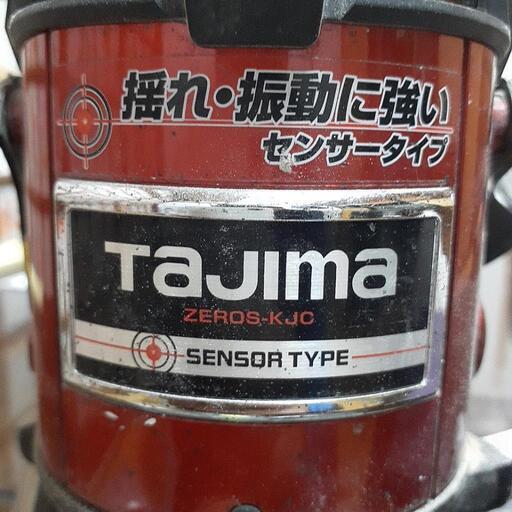 揺れ・振動に強い
センサータイプ
TaJIma
ZEROS-KJC
SENSOR TYPE